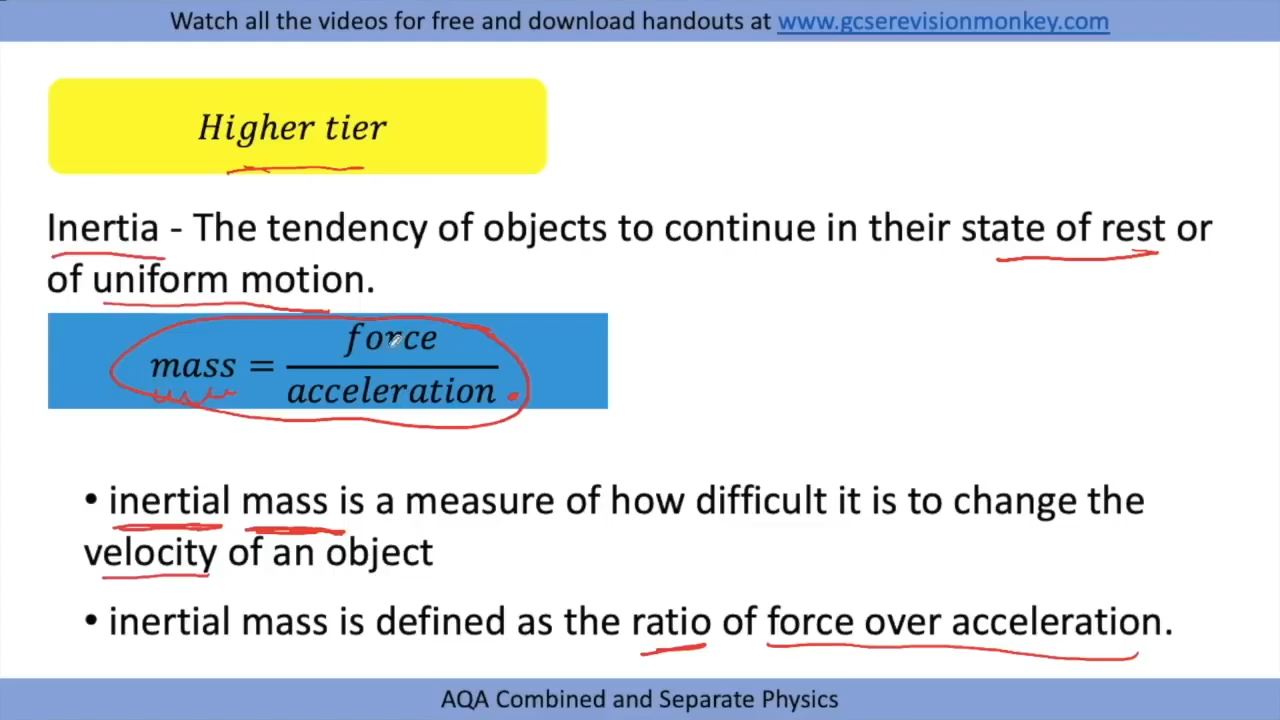 Watch all the videos for free and download handouts at www.gcserevisionmonkey.com
Higher tier
Inertia - The tendency of objects to continue in their state of rest or
of uniform motion.
mass = force / acceleration
• inertial mass is a measure of how difficult it is to change the
velocity of an object
• inertial mass is defined as the ratio of force over acceleration.
AQA Combined and Separate Physics